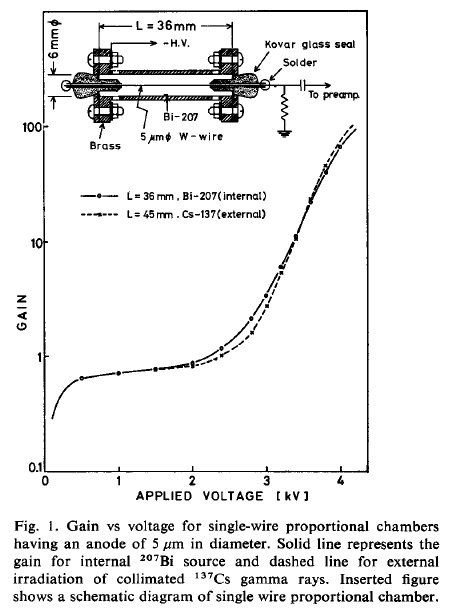 L = 36mm
-H.V.
6mmφ
Kovar glass seal
Solder
To preamp.
Bi-207
5μmφ W-wire
Brass
L = 36 mm, Bi-207 (internal)
L = 45 mm. Cs-137 (external)
100
10
1
0.1
GAIN
0 1 2 3 4
APPLIED VOLTAGE [kV]
Fig. 1. Gain vs voltage for single-wire proportional chambers
having an anode of 5 μm in diameter. Solid line represents the
gain for internal ²⁰⁷Bi source and dashed line for external
irradiation of collimated ¹³⁷Cs gamma rays. Inserted figure
shows a schematic diagram of single wire proportional chamber.